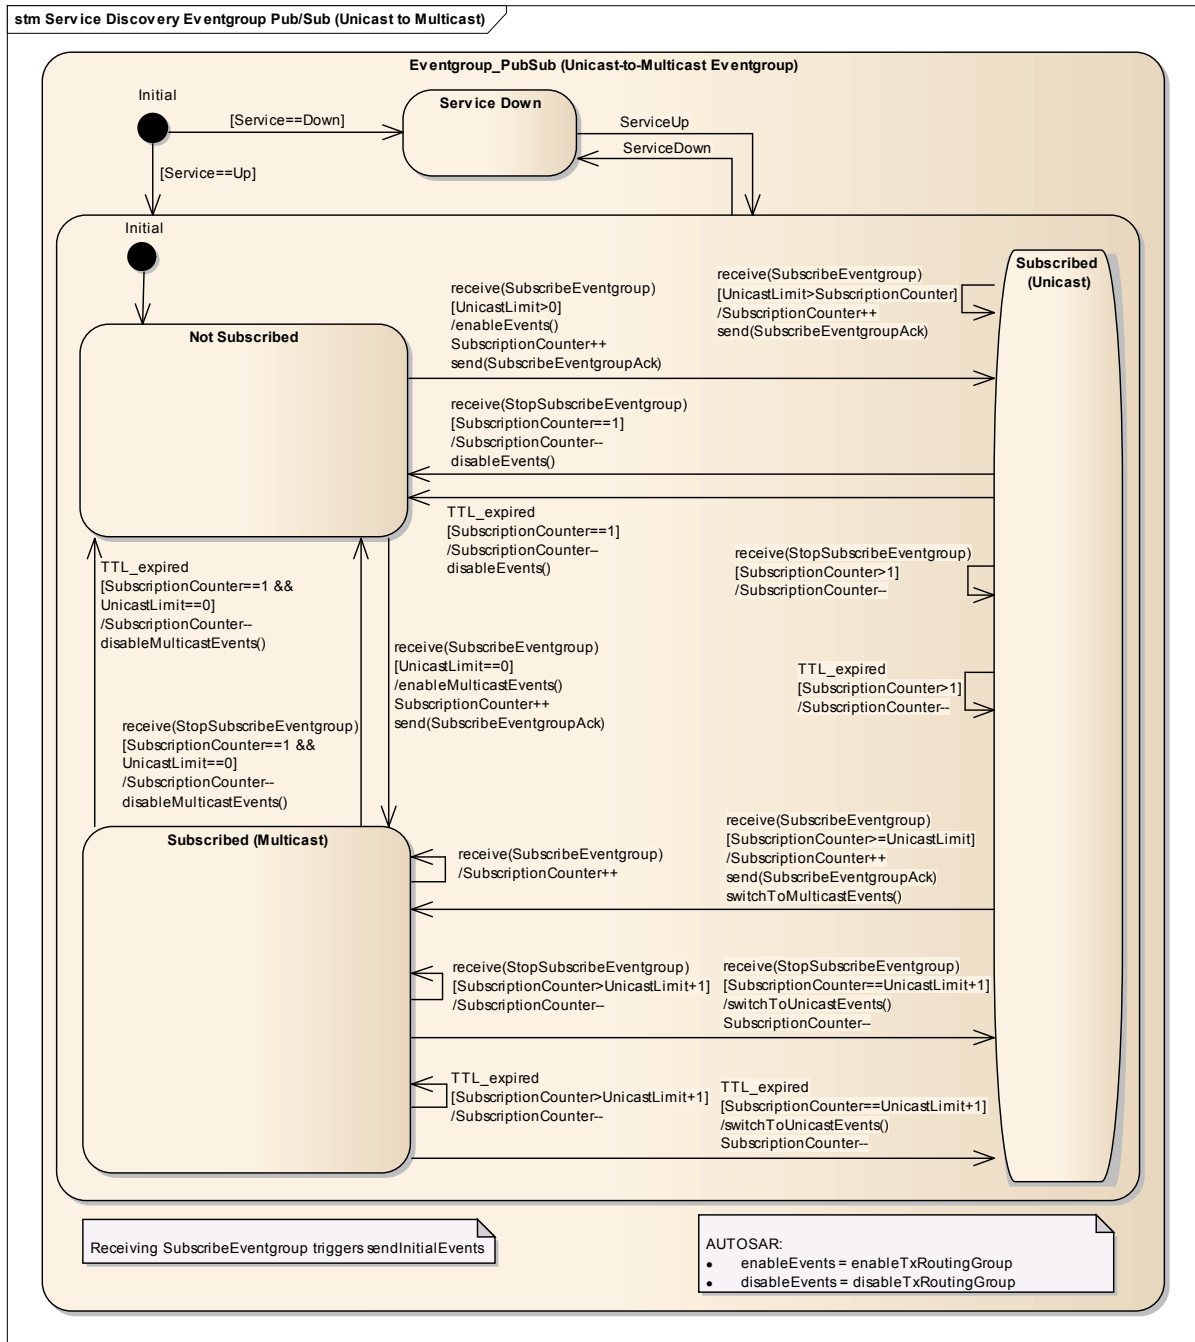 stm Service Discovery Eventgroup Pub/Sub (Unicast to Multicast)
Eventgroup_PubSub (Unicast-to-Multicast Eventgroup)
Initial
[Service==Down]
[Service==Up]
Service Down
ServiceUp
ServiceDown
Initial
Not Subscribed
receive(SubscribeEventgroup)
[UnicastLimit>0]
/enableEvents()
SubscriptionCounter++
send(SubscribeEventgroupAck)
receive(SubscribeEventgroup)
[UnicastLimit>SubscriptionCounter]
/SubscriptionCounter++
send(SubscribeEventgroupAck)
Subscribed
(Unicast)
receive(StopSubscribeEventgroup)
[SubscriptionCounter==1]
/SubscriptionCounter--
disableEvents()
TTL_expired
[SubscriptionCounter==1]
/SubscriptionCounter--
disableEvents()
receive(StopSubscribeEventgroup)
[SubscriptionCounter>1]
/SubscriptionCounter--
TTL_expired
[SubscriptionCounter==1 &&
UnicastLimit==0]
/SubscriptionCounter--
disableMulticastEvents()
receive(SubscribeEventgroup)
[UnicastLimit==0]
/enableMulticastEvents()
SubscriptionCounter++
send(SubscribeEventgroupAck)
TTL_expired
[SubscriptionCounter>1]
/SubscriptionCounter--
receive(StopSubscribeEventgroup)
[SubscriptionCounter==1 &&
UnicastLimit==0]
/SubscriptionCounter--
disableMulticastEvents()
Subscribed (Multicast)
receive(SubscribeEventgroup)
/SubscriptionCounter++
receive(SubscribeEventgroup)
[SubscriptionCounter>=UnicastLimit]
/SubscriptionCounter++
send(SubscribeEventgroupAck)
switchToMulticastEvents()
receive(StopSubscribeEventgroup)
[SubscriptionCounter>UnicastLimit+1]
/SubscriptionCounter--
receive(StopSubscribeEventgroup)
[SubscriptionCounter==UnicastLimit+1]
/switchToUnicastEvents()
SubscriptionCounter--
TTL_expired
[SubscriptionCounter>UnicastLimit+1]
/SubscriptionCounter--
TTL_expired
[SubscriptionCounter==UnicastLimit+1]
/switchToUnicastEvents()
SubscriptionCounter--
Receiving SubscribeEventgroup triggers sendInitialEvents
AUTOSAR:
• enableEvents = enableTxRoutingGroup
• disableEvents = disableTxRoutingGroup